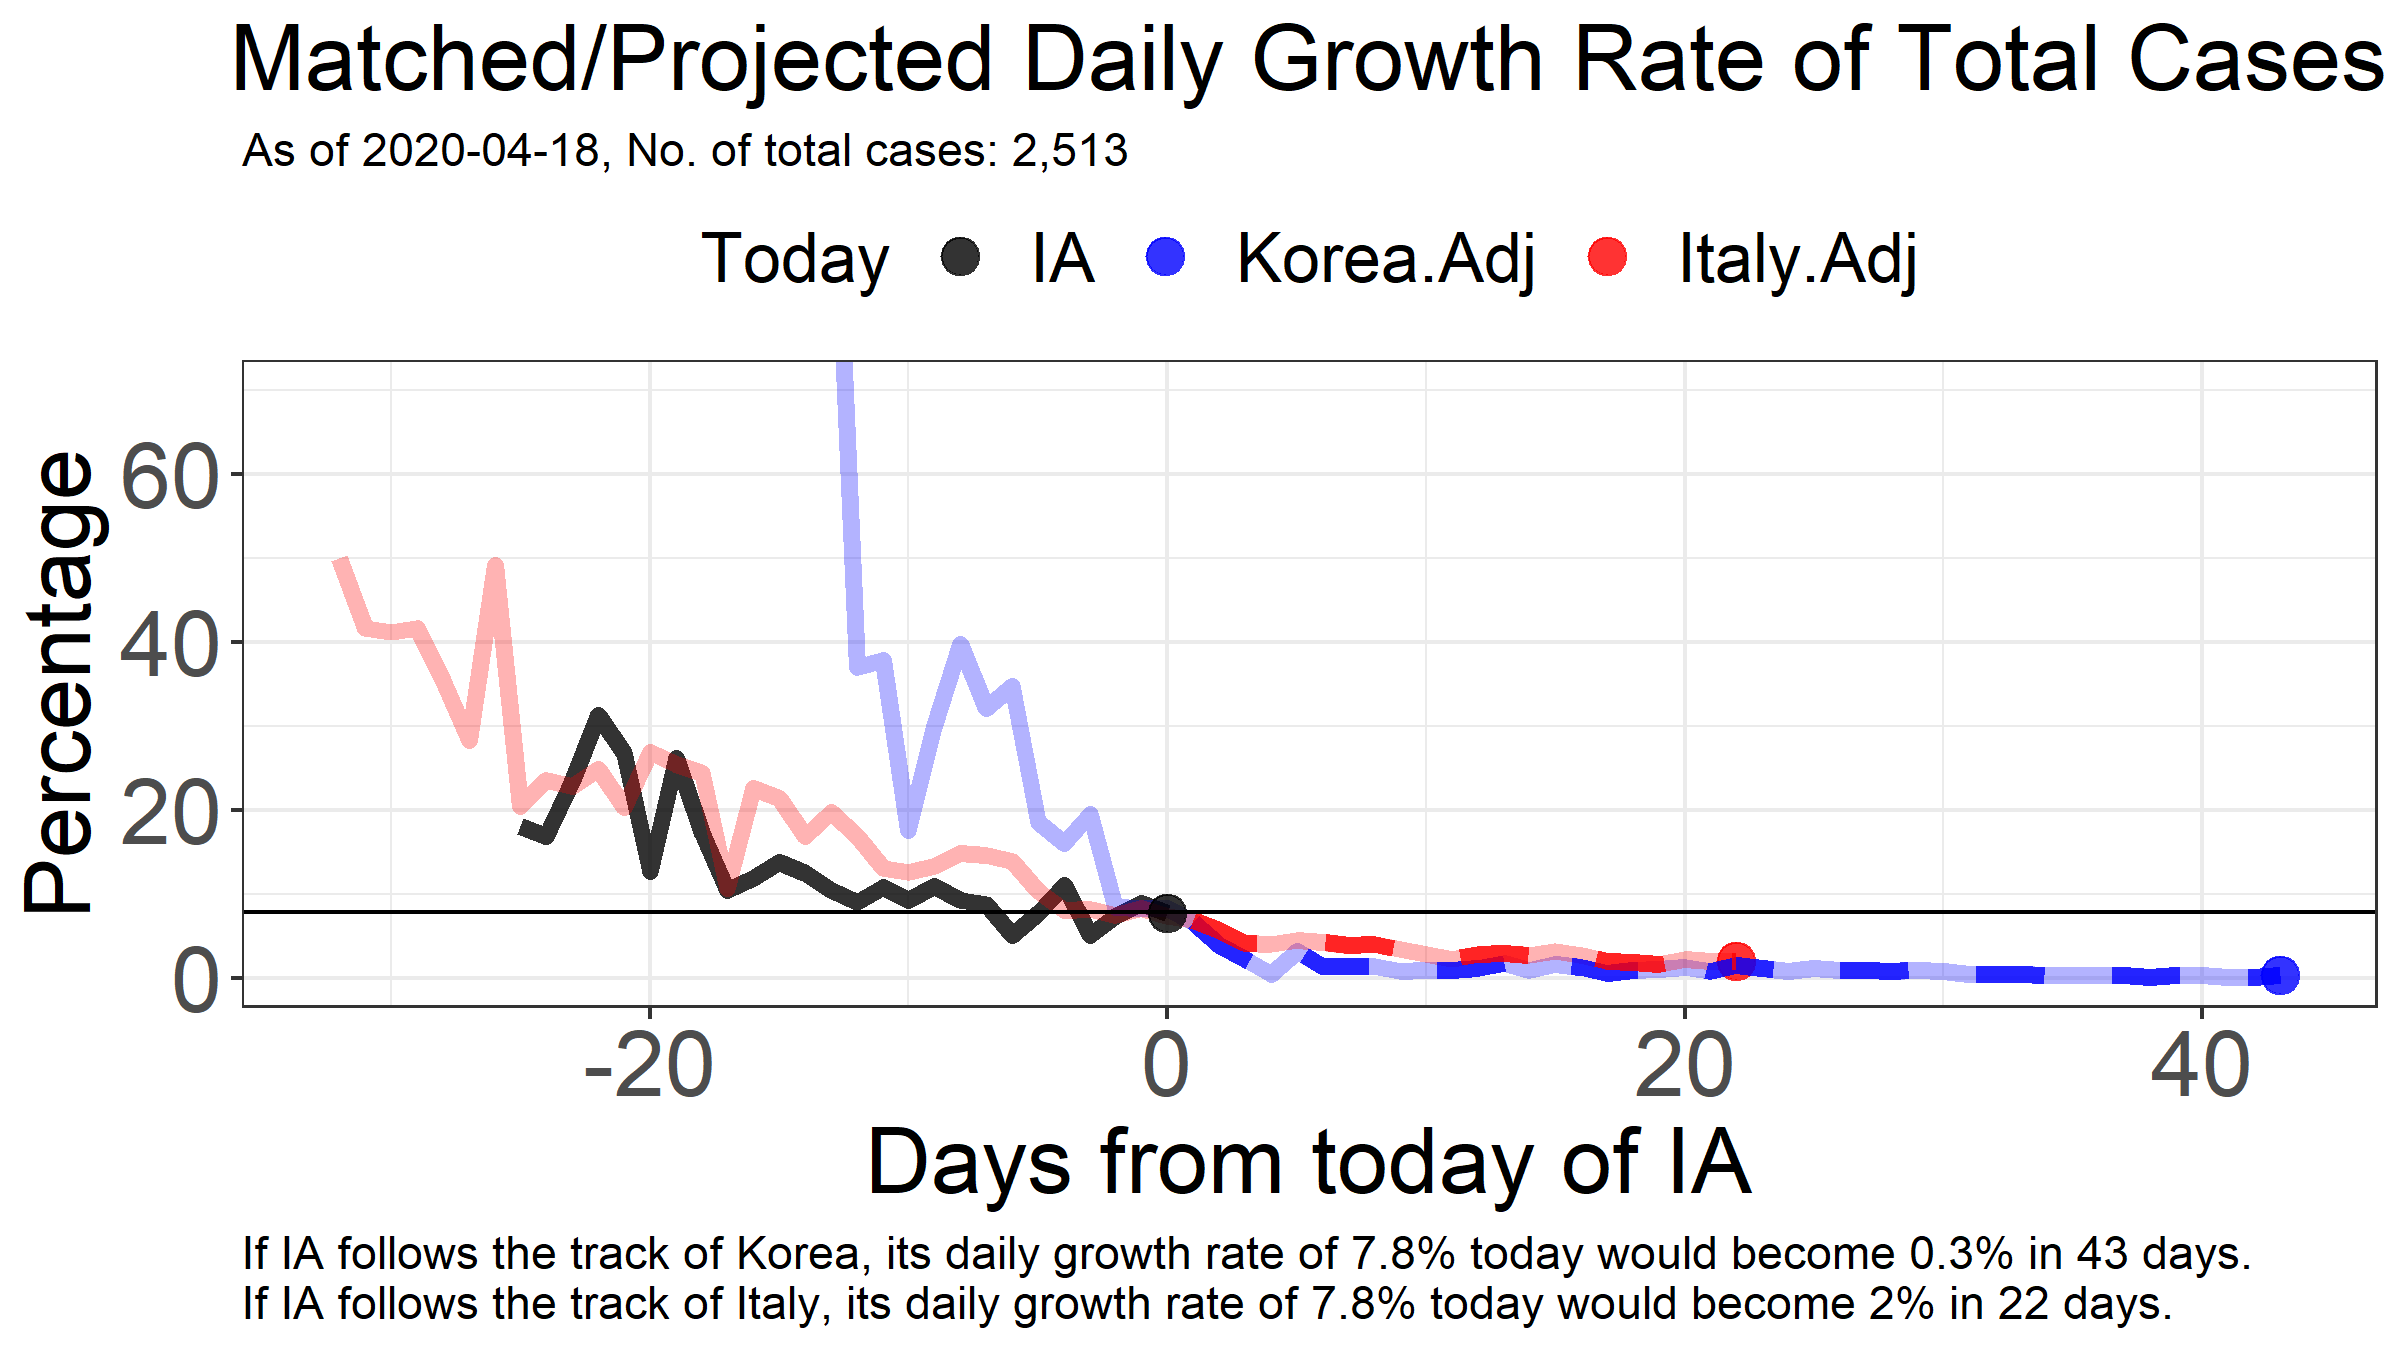 Matched/Projected Daily Growth Rate of Total Cases
As of 2020-04-18, No. of total cases: 2,513
Today IA Korea.Adj Italy.Adj
Percentage
60
40
20
0
-20 0 20 40
Days from today of IA
If IA follows the track of Korea, its daily growth rate of 7.8% today would become 0.3% in 43 days.
If IA follows the track of Italy, its daily growth rate of 7.8% today would become 2% in 22 days.